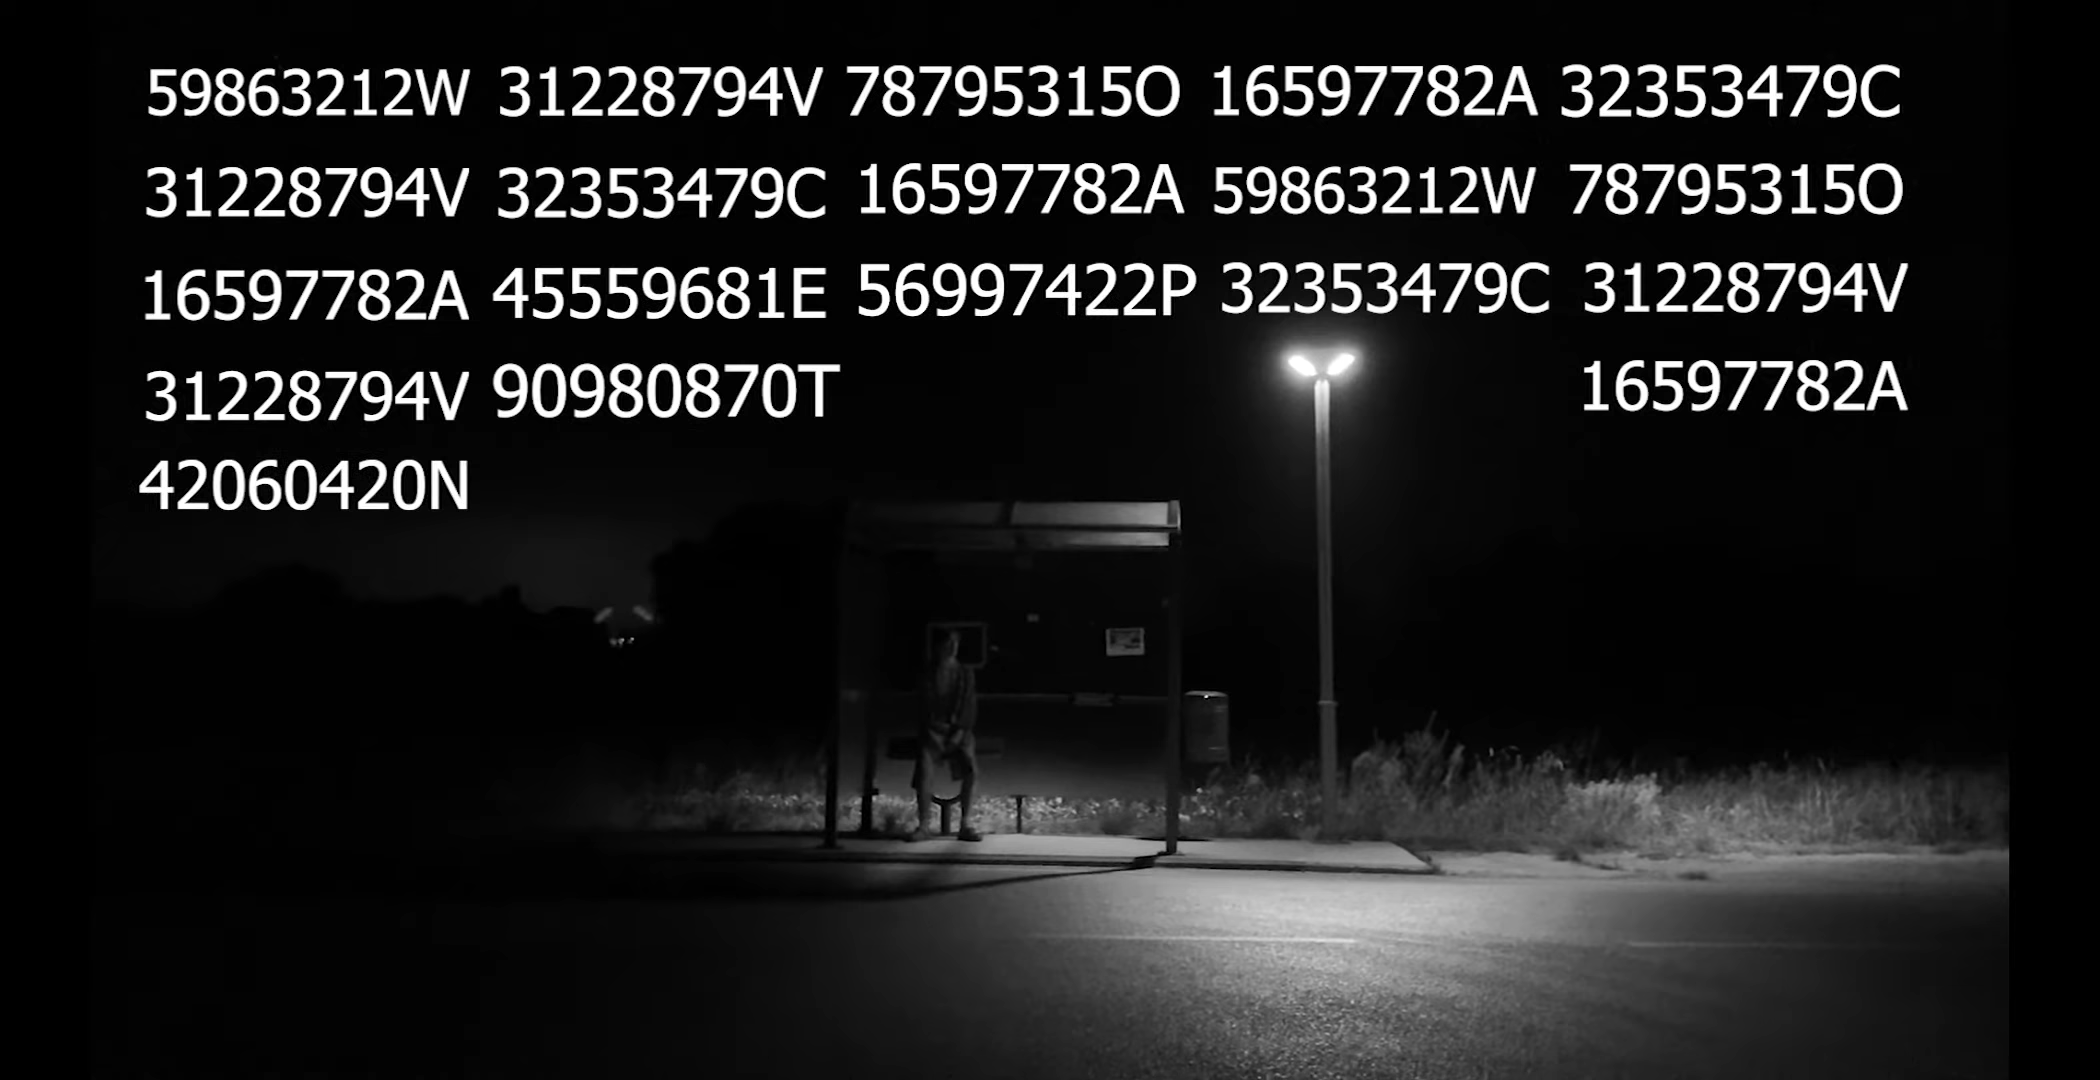 59863212W 31228794V 78795315O 16597782A 32353479C
31228794V 32353479C 16597782A 59863212W 78795315O
16597782A 45559681E 56997422P 32353479C 31228794V
31228794V 90980870T 16597782A
42060420N